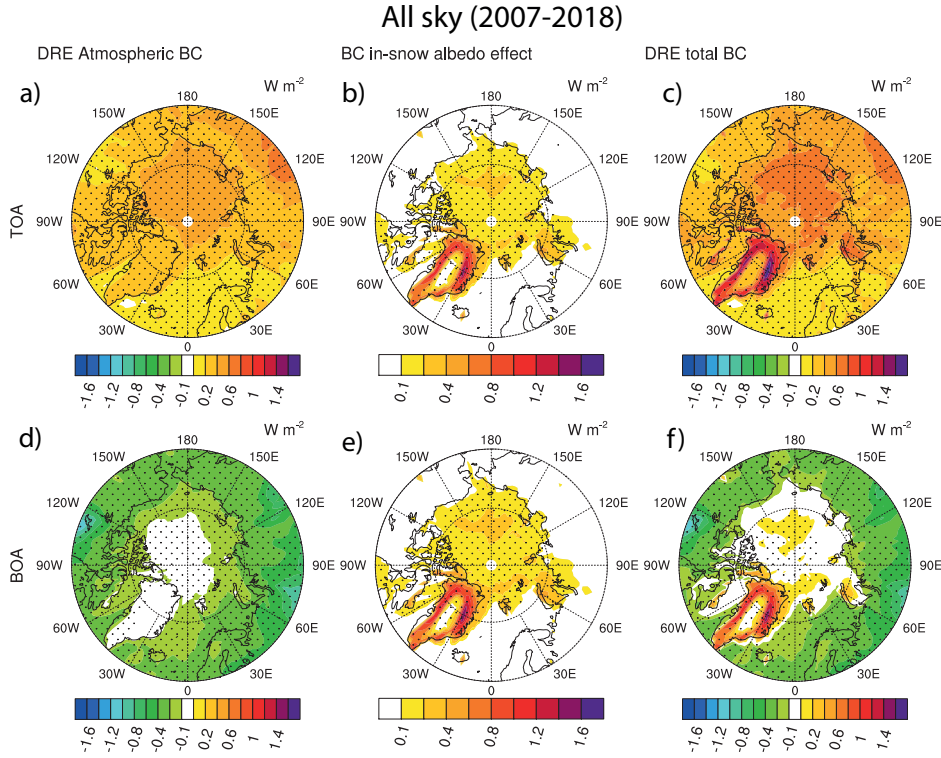 All sky (2007-2018)
DRE Atmospheric BC BC in-snow albedo effect DRE total BC
a) W m-2 b) W m-2 c) W m-2
180 180 180
150W 150E 150W 150E 150W 150E
120W 120E 120W 120E 120W 120E
TOA 90W 90E 90W 90E 90W 90E
60W 60E 60W 60E 60W 60E
30W 30E 30W 30E 30W 30E
0 0 0
-1.6 -1.2 -0.8 -0.4 -0.1 0.2 0.6 1 1.4 0.1 0.4 0.8 1.2 1.6 -1.6 -1.2 -0.8 -0.4 -0.1 0.2 0.6 1 1.4
d) W m-2 e) W m-2 f) W m-2
180 180 180
150W 150E 150W 150E 150W 150E
120W 120E 120W 120E 120W 120E
BOA 90W 90E 90W 90E 90W 90E
60W 60E 60W 60E 60W 60E
30W 30E 30W 30E 30W 30E
0 0 0
-1.6 -1.2 -0.8 -0.4 -0.1 0.2 0.6 1 1.4 0.1 0.4 0.8 1.2 1.6 -1.6 -1.2 -0.8 -0.4 -0.1 0.2 0.6 1 1.4